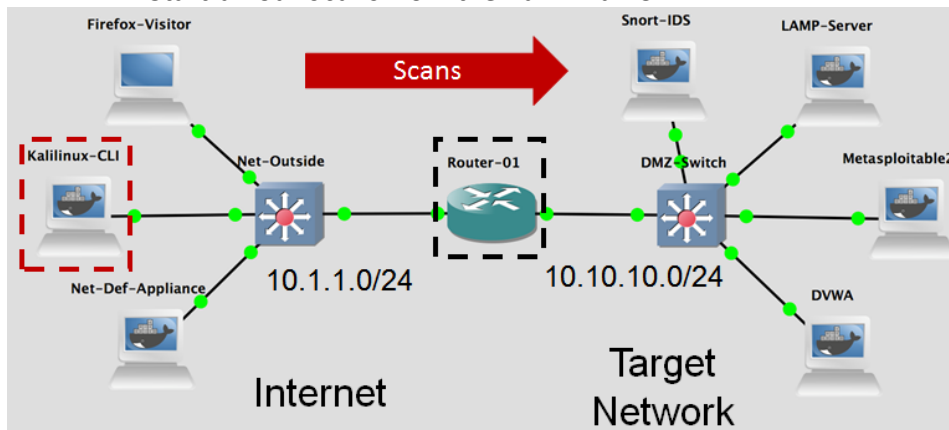 Firefox-Visitor
Scans
Snort-IDS
LAMP-Server
Kalilinux-CLI
Net-Outside
Router-01
DMZ-Switch
Metasploitable2
10.1.1.0/24
10.10.10.0/24
Net-Def-Appliance
DVWA
Internet
Target
Network